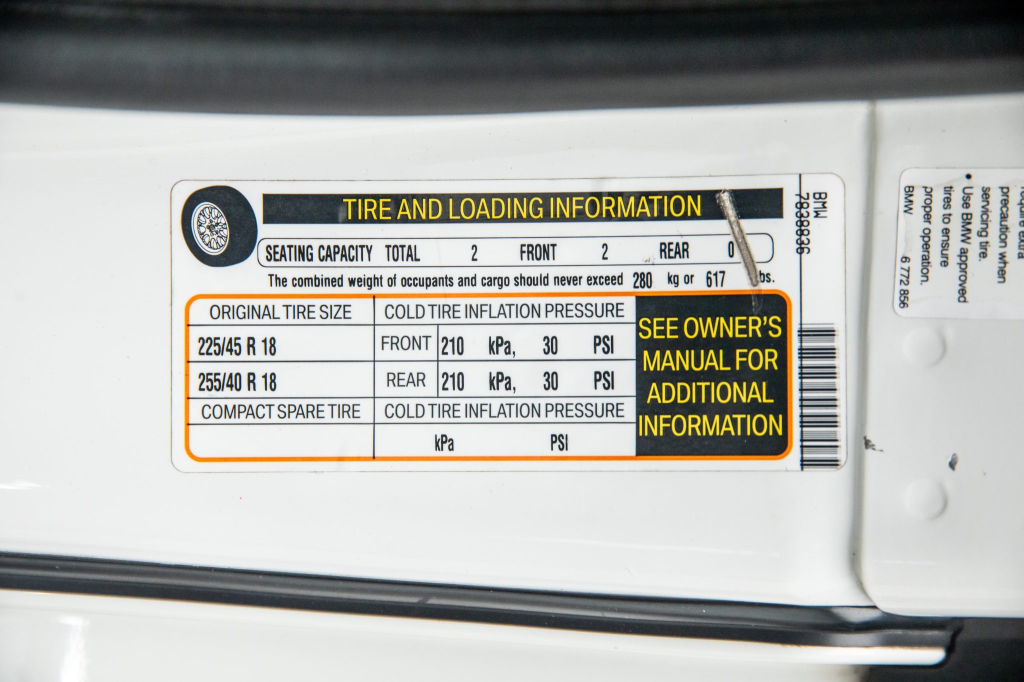 TIRE AND LOADING INFORMATION
SEATING CAPACITY TOTAL 2 FRONT 2 REAR 0
The combined weight of occupants and cargo should never exceed 280 kg or 617 lbs.
ORIGINAL TIRE SIZE COLD TIRE INFLATION PRESSURE
225/45 R 18 FRONT 210 kPa, 30 PSI
255/40 R 18 REAR 210 kPa, 30 PSI
COMPACT SPARE TIRE COLD TIRE INFLATION PRESSURE
kPa PSI
SEE OWNER'S
MANUAL FOR
ADDITIONAL
INFORMATION
BMW
7838836
precaution when
servicing tire.
• Use BMW approved
tires to ensure
proper operation.
BMW 6 772 856